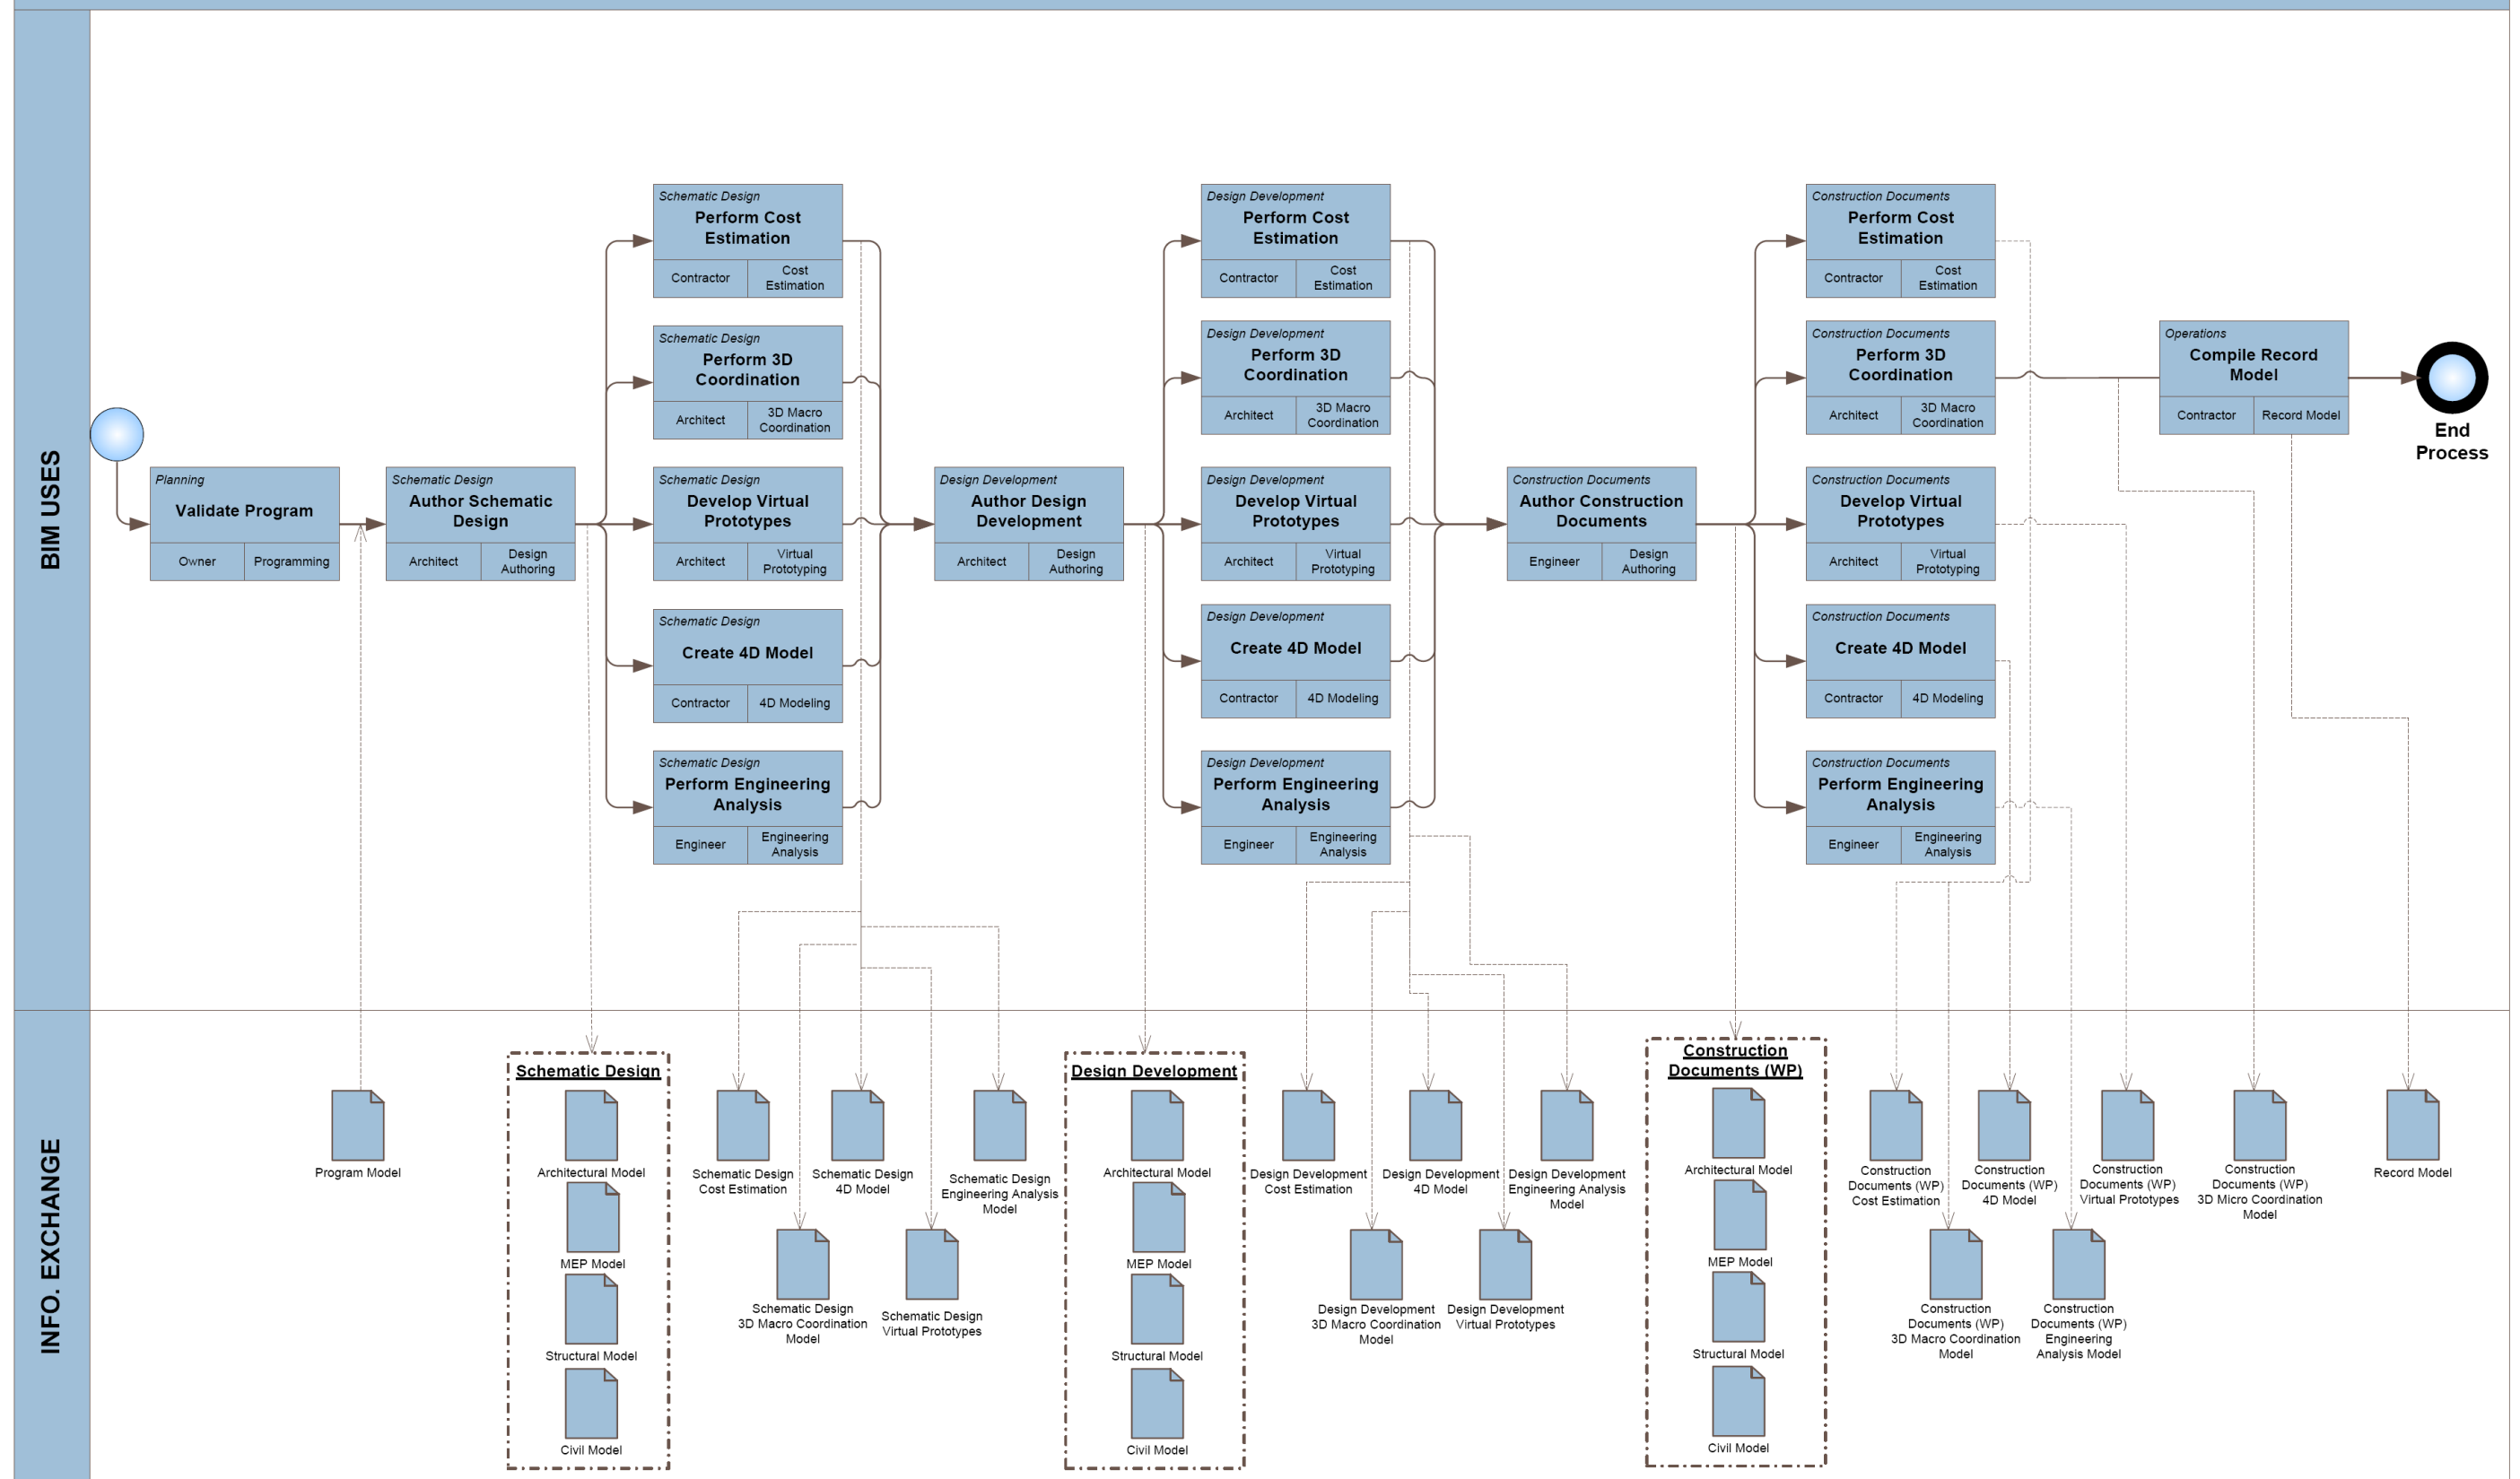 BIM USES
Planning
Validate Program
Owner
Programming
Schematic Design
Author Schematic
Design
Architect
Design
Authoring
Schematic Design
Perform Cost
Estimation
Contractor
Cost
Estimation
Schematic Design
Perform 3D
Coordination
Architect
3D Macro
Coordination
Schematic Design
Develop Virtual
Prototypes
Architect
Virtual
Prototyping
Schematic Design
Create 4D Model
Contractor
4D Modeling
Schematic Design
Perform Engineering
Analysis
Engineer
Engineering
Analysis
Design Development
Author Design
Development
Architect
Design
Authoring
Design Development
Perform Cost
Estimation
Contractor
Cost
Estimation
Design Development
Perform 3D
Coordination
Architect
3D Macro
Coordination
Design Development
Develop Virtual
Prototypes
Architect
Virtual
Prototyping
Design Development
Create 4D Model
Contractor
4D Modeling
Design Development
Perform Engineering
Analysis
Engineer
Engineering
Analysis
Construction Documents
Author Construction
Documents
Engineer
Design
Authoring
Construction Documents
Perform Cost
Estimation
Contractor
Cost
Estimation
Construction Documents
Perform 3D
Coordination
Architect
3D Macro
Coordination
Construction Documents
Develop Virtual
Prototypes
Architect
Virtual
Prototyping
Construction Documents
Create 4D Model
Contractor
4D Modeling
Construction Documents
Perform Engineering
Analysis
Engineer
Engineering
Analysis
Operations
Compile Record
Model
Contractor
Record Model
End
Process
INFO. EXCHANGE
Program Model
Schematic Design
Architectural Model
MEP Model
Structural Model
Civil Model
Schematic Design
Cost Estimation
Schematic Design
4D Model
Schematic Design
Engineering Analysis
Model
Schematic Design
3D Macro Coordination
Model
Schematic Design
Virtual Prototypes
Design Development
Architectural Model
MEP Model
Structural Model
Civil Model
Design Development
Cost Estimation
Design Development
4D Model
Design Development
Engineering Analysis
Model
Design Development
3D Macro Coordination
Model
Design Development
Virtual Prototypes
Construction
Documents (WP)
Architectural Model
MEP Model
Structural Model
Civil Model
Construction
Documents (WP)
Cost Estimation
Construction
Documents (WP)
4D Model
Construction
Documents (WP)
Virtual Prototypes
Construction
Documents (WP)
3D Micro Coordination
Model
Construction
Documents (WP)
3D Macro Coordination
Model
Construction
Documents (WP)
Engineering
Analysis Model
Record Model